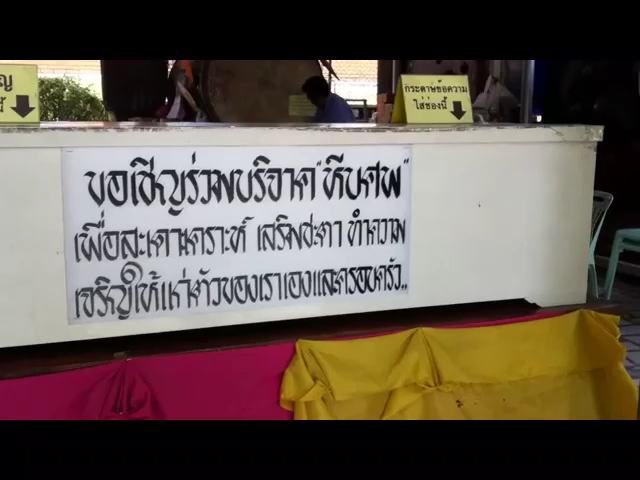 ญ
นี้
กระดาษข้อความ
ใส่ช่องนี้
ขอเชิญร่วมบริจาค"หีบศพ"
เพื่อสะเดาะเคราะห์ เสริมชะตา ทำความ
เจริญให้แก่ตัวของเราเองและครอบครัว..